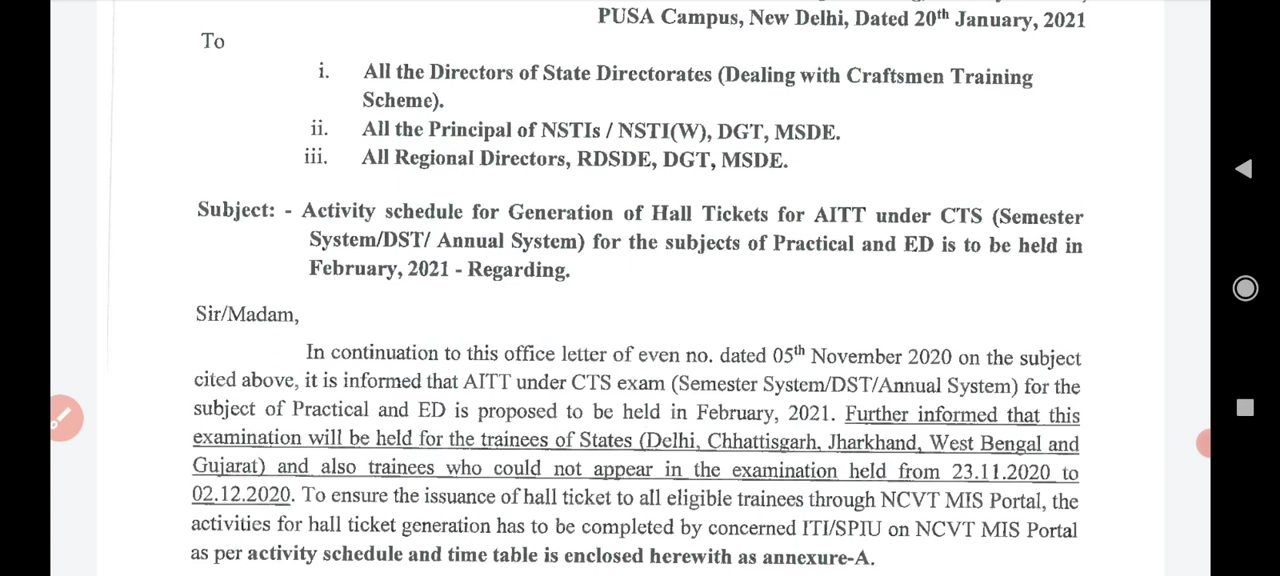 PUSA Campus, New Delhi, Dated 20th January, 2021
To
i. All the Directors of State Directorates (Dealing with Craftsmen Training
Scheme).
ii. All the Principal of NSTIs / NSTI(W), DGT, MSDE.
iii. All Regional Directors, RDSDE, DGT, MSDE.
Subject: - Activity schedule for Generation of Hall Tickets for AITT under CTS (Semester
System/DST/ Annual System) for the subjects of Practical and ED is to be held in
February, 2021 - Regarding.
Sir/Madam,
In continuation to this office letter of even no. dated 05th November 2020 on the subject
cited above, it is informed that AITT under CTS exam (Semester System/DST/Annual System) for the
subject of Practical and ED is proposed to be held in February, 2021. Further informed that this
examination will be held for the trainees of States (Delhi, Chhattisgarh, Jharkhand, West Bengal and
Gujarat) and also trainees who could not appear in the examination held from 23.11.2020 to
02.12.2020. To ensure the issuance of hall ticket to all eligible trainees through NCVT MIS Portal, the
activities for hall ticket generation has to be completed by concerned ITI/SPIU on NCVT MIS Portal
as per activity schedule and time table is enclosed herewith as annexure-A.